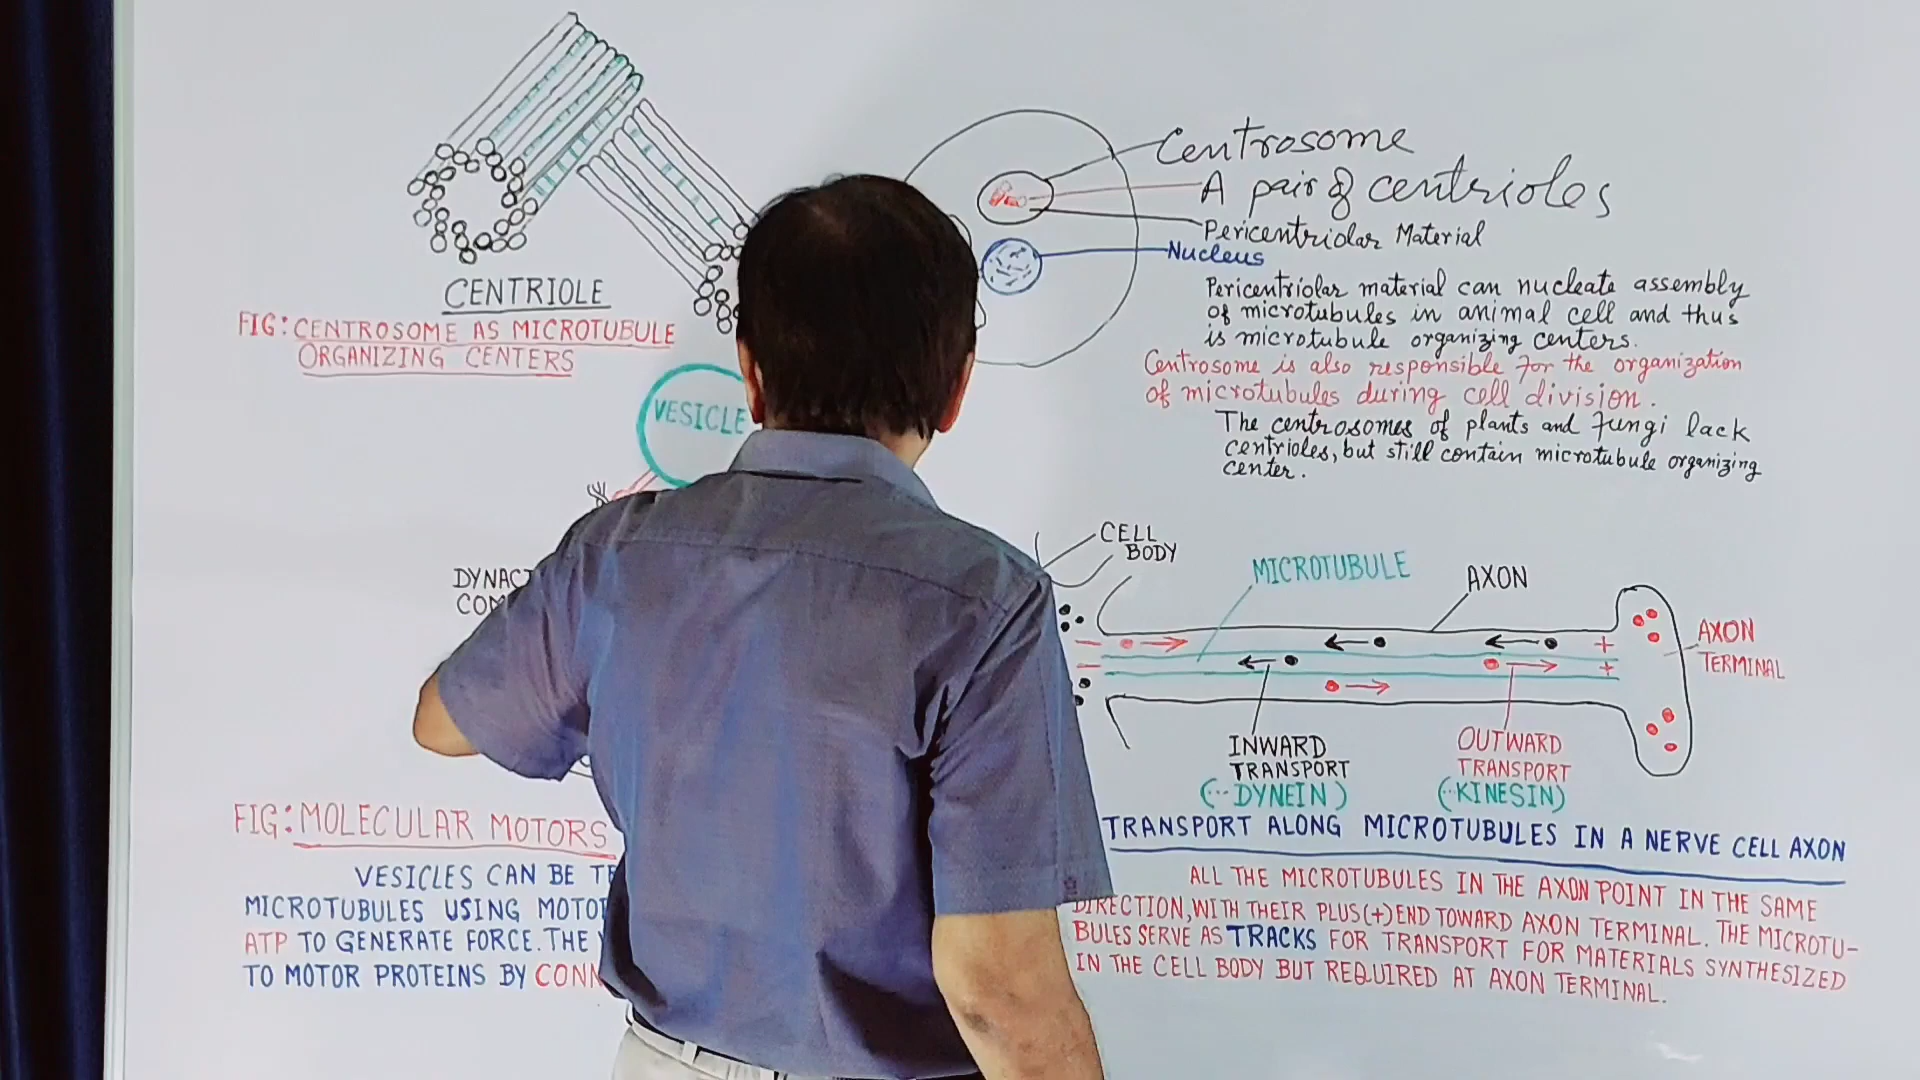 Centrosome
A pair of centrioles
Pericentriolar Material
Nucleus
Pericentriolar material can nucleate assembly
of microtubules in animal cell and thus
is microtubule organizing centers.
Centrosome is also responsible for the organization
of microtubules during cell division.
The centrosomes of plants and fungi lack
centrioles, but still contain microtubule organizing
center.
CENTRIOLE
FIG: CENTROSOME AS MICROTUBULE
ORGANIZING CENTERS
VESICLE
CELL
BODY
MICROTUBULE
AXON
AXON
TERMINAL
INWARD
TRANSPORT
(··DYNEIN)
OUTWARD
TRANSPORT
(··KINESIN)
FIG: MOLECULAR MOTORS
VESICLES CAN BE
MICROTUBULES USING
ATP TO GENERATE FORCE. THE
TO MOTOR PROTEINS BY
TRANSPORT ALONG MICROTUBULES IN A NERVE CELL AXON
ALL THE MICROTUBULES IN THE AXON POINT IN THE SAME
DIRECTION, WITH THEIR PLUS (+) END TOWARD AXON TERMINAL. THE MICROTU-
BULES SERVE AS TRACKS FOR TRANSPORT FOR MATERIALS SYNTHESIZED
IN THE CELL BODY BUT REQUIRED AT AXON TERMINAL.